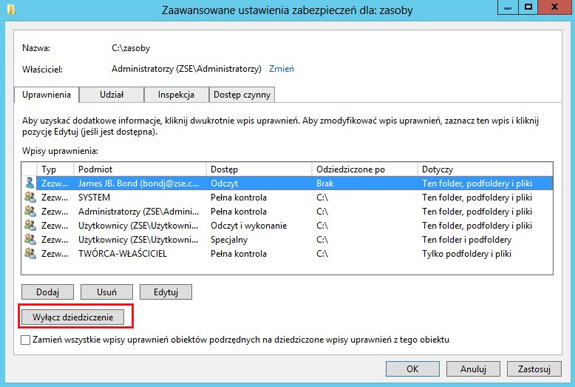 Zaawansowane ustawienia zabezpieczeń dla: zasoby
Nazwa: C:\zasoby
Właściciel: Administratorzy (ZSE\Administratorzy) Zmień
Uprawnienia Udział Inspekcja Dostęp czynny
Aby uzyskać dodatkowe informacje, kliknij dwukrotnie wpis uprawnień. Aby zmodyfikować wpis uprawnień, zaznacz ten wpis i kliknij
pozycję Edytuj (jeśli jest dostępna).
Wpisy uprawnienia:
Typ Podmiot Dostęp Odziedziczone po Dotyczy
Zezw... James JB. Bond (bondj@zse.c... Odczyt Brak Ten folder, podfoldery i pliki
Zezw... SYSTEM Pełna kontrola C:\ Ten folder, podfoldery i pliki
Zezw... Administratorzy (ZSE\Admini... Pełna kontrola C:\ Ten folder, podfoldery i pliki
Zezw... Użytkownicy (ZSE\Użytkowni... Odczyt i wykonanie C:\ Ten folder, podfoldery i pliki
Zezw... Użytkownicy (ZSE\Użytkowni... Specjalny C:\ Ten folder i podfoldery
Zezw... TWÓRCA-WŁAŚCICIEL Pełna kontrola C:\ Tylko podfoldery i pliki
Dodaj Usuń Edytuj
Wyłącz dziedziczenie
Zamień wszystkie wpisy uprawnień obiektów podrzędnych na dziedziczone wpisy uprawnień z tego obiektu
OK Anuluj Zastosuj